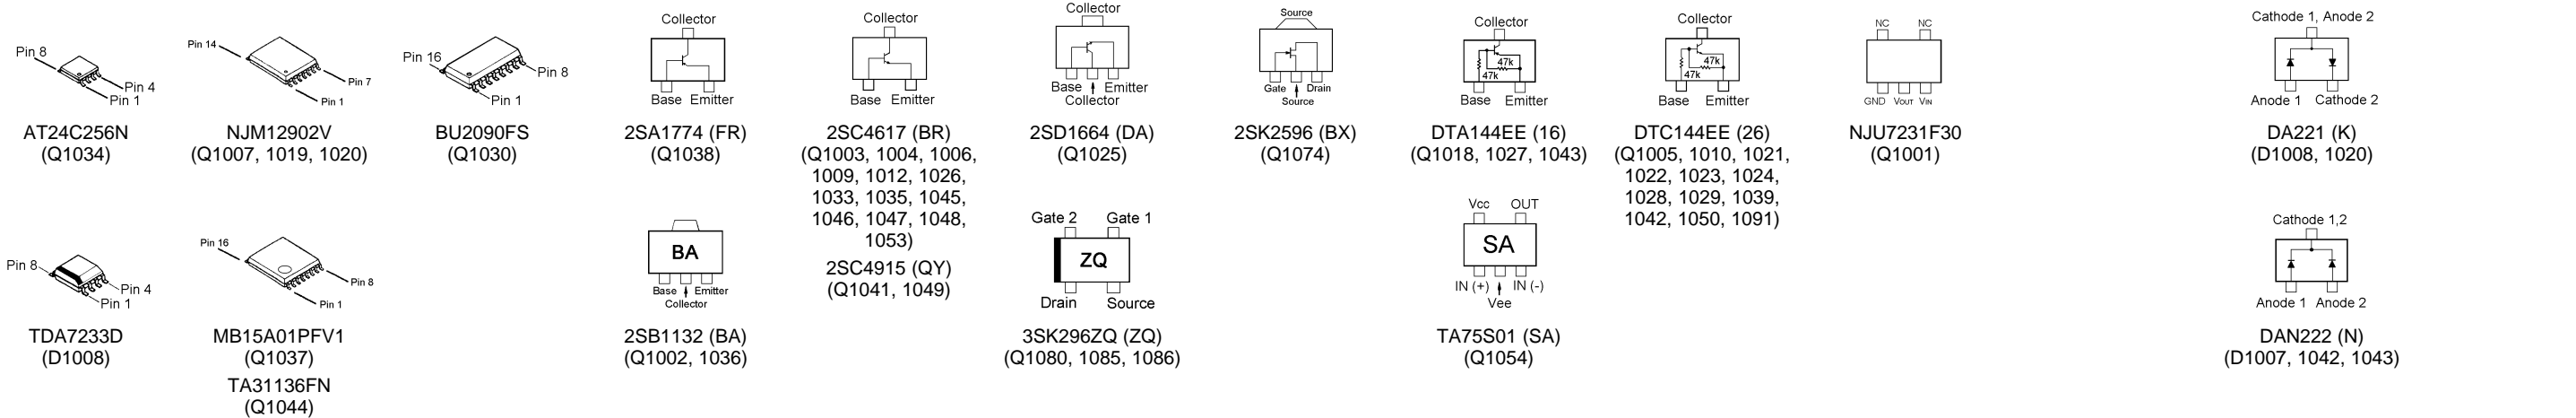 Pin 8
Pin 4
Pin 1
AT24C256N
(Q1034)
Pin 14
Pin 7
Pin 1
NJM12902V
(Q1007, 1019, 1020)
Pin 16
Pin 8
Pin 1
BU2090FS
(Q1030)
Collector
Base Emitter
2SA1774 (FR)
(Q1038)
Collector
Base Emitter
2SC4617 (BR)
(Q1003, 1004, 1006,
1009, 1012, 1026,
1033, 1035, 1045,
1046, 1047, 1048,
1053)
2SC4915 (QY)
(Q1041, 1049)
Collector
Base Emitter
Collector
2SD1664 (DA)
(Q1025)
Source
Gate Drain
Source
2SK2596 (BX)
(Q1074)
Collector
47k
47k
Base Emitter
DTA144EE (16)
(Q1018, 1027, 1043)
Collector
47k
47k
Base Emitter
DTC144EE (26)
(Q1005, 1010, 1021,
1022, 1023, 1024,
1028, 1029, 1039,
1042, 1050, 1091)
NC NC
GND VOUT VIN
NJU7231F30
(Q1001)
Cathode 1, Anode 2
Anode 1 Cathode 2
DA221 (K)
(D1008, 1020)
Pin 8
Pin 4
Pin 1
TDA7233D
(D1008)
Pin 16
Pin 8
Pin 1
MB15A01PFV1
(Q1037)
TA31136FN
(Q1044)
BA
Base Emitter
Collector
2SB1132 (BA)
(Q1002, 1036)
Gate 2 Gate 1
ZQ
Drain Source
3SK296ZQ (ZQ)
(Q1080, 1085, 1086)
Vcc OUT
SA
IN (+) IN (-)
Vee
TA75S01 (SA)
(Q1054)
Cathode 1,2
Anode 1 Anode 2
DAN222 (N)
(D1007, 1042, 1043)